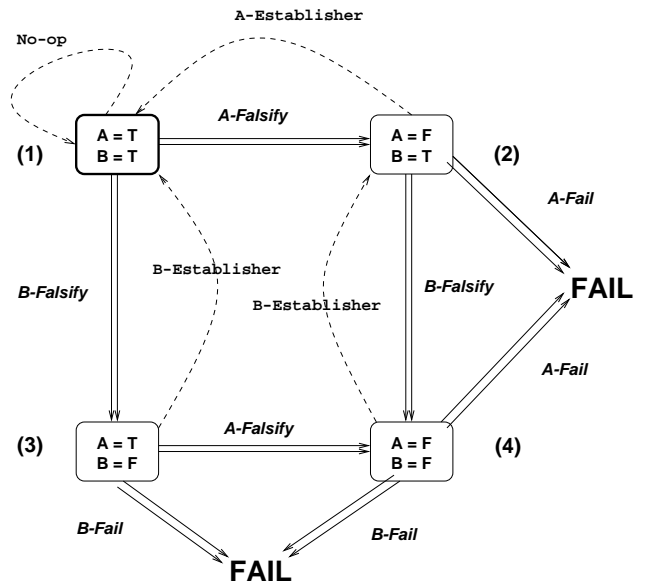 No-op
A-Establisher
A-Falsify
A = T
B = T
(1)
A = F
B = T
(2)
A-Fail
B-Establisher
B-Falsify
B-Establisher
B-Falsify
FAIL
A-Fail
A-Falsify
(3)
A = T
B = F
A = F
B = F
(4)
B-Fail
B-Fail
FAIL